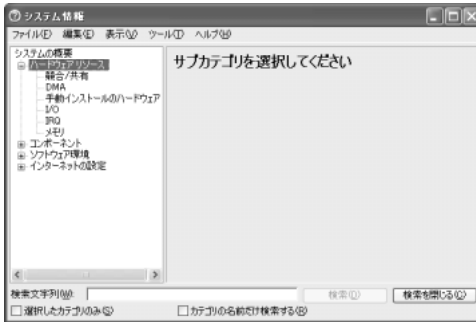 システム情報
ファイル(F) 編集(E) 表示(V) ツール(T) ヘルプ(H)
システムの概要
ハードウェア リソース
競合/共有
DMA
手動インストールのハードウェア
I/O
IRQ
メモリ
コンポーネント
ソフトウェア環境
インターネットの設定
サブカテゴリを選択してください
検索文字列(W):
検索(D)
検索を閉じる(C)
選択したカテゴリのみ(S)
カテゴリの名前だけ検索する(R)